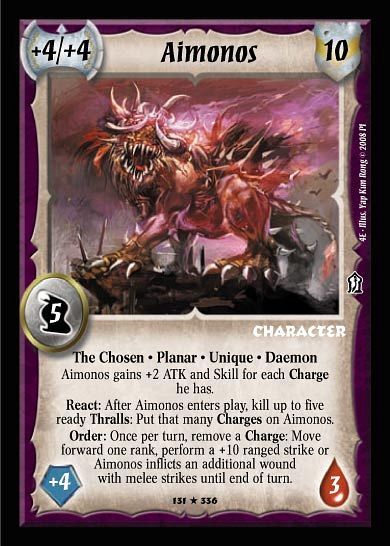 +4/+4
Aimonos
10
4E • Illus. Yap Kim Rong © 2008 PI
5
CHARACTER
The Chosen • Planar • Unique • Daemon
Aimonos gains +2 ATK and Skill for each Charge
he has.
React: After Aimonos enters play, kill up to five
ready Thralls: Put that many Charges on Aimonos.
Order: Once per turn, remove a Charge: Move
forward one rank, perform a +10 ranged strike or
Aimonos inflicts an additional wound
with melee strikes until end of turn.
+4
3
131 ★ 336